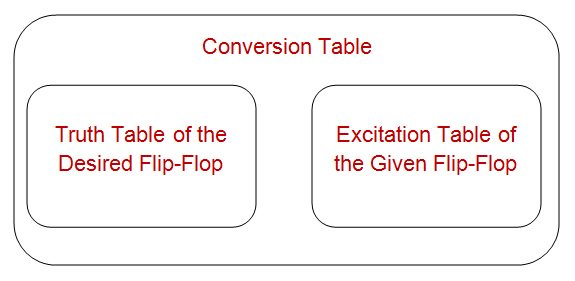 Conversion Table
Truth Table of the
Desired Flip-Flop
Excitation Table of
the Given Flip-Flop